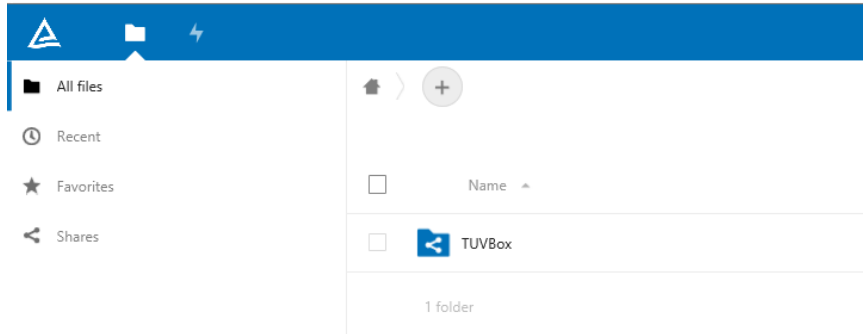 All files
Recent
Favorites
Shares
Name
TUVBox
1 folder